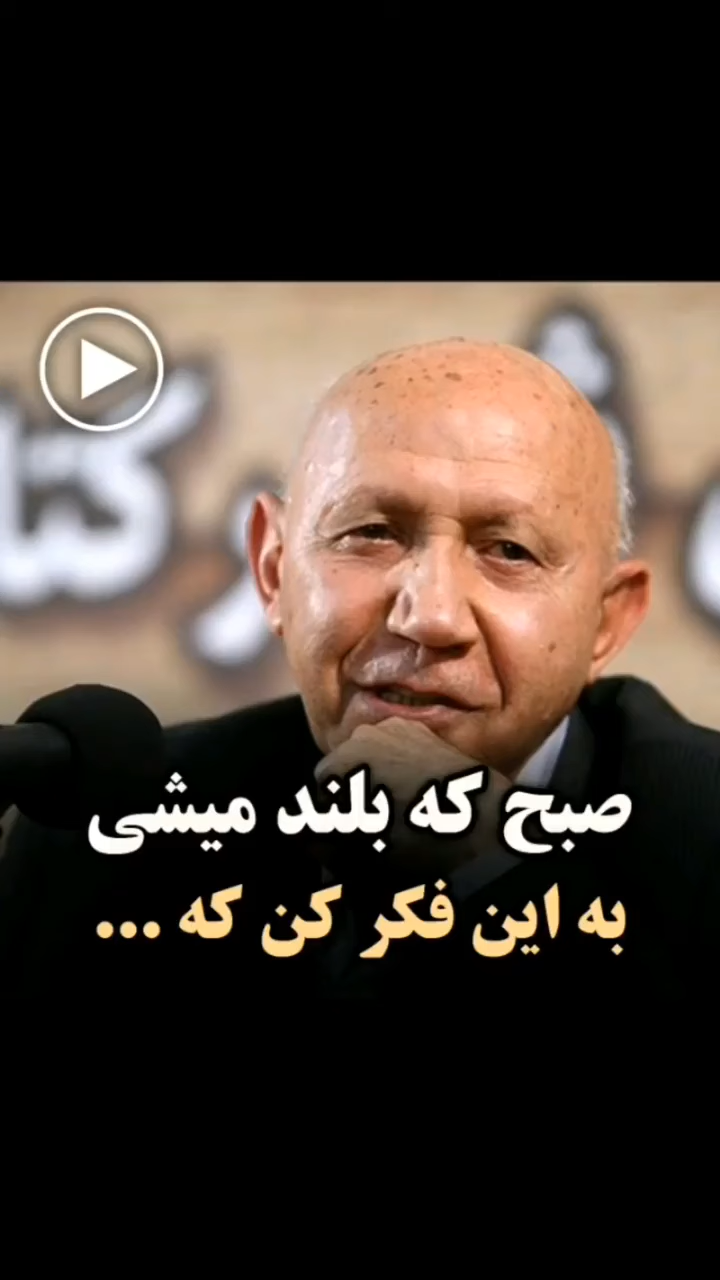 صبح که بلند میشی
به این فکر کن که ...